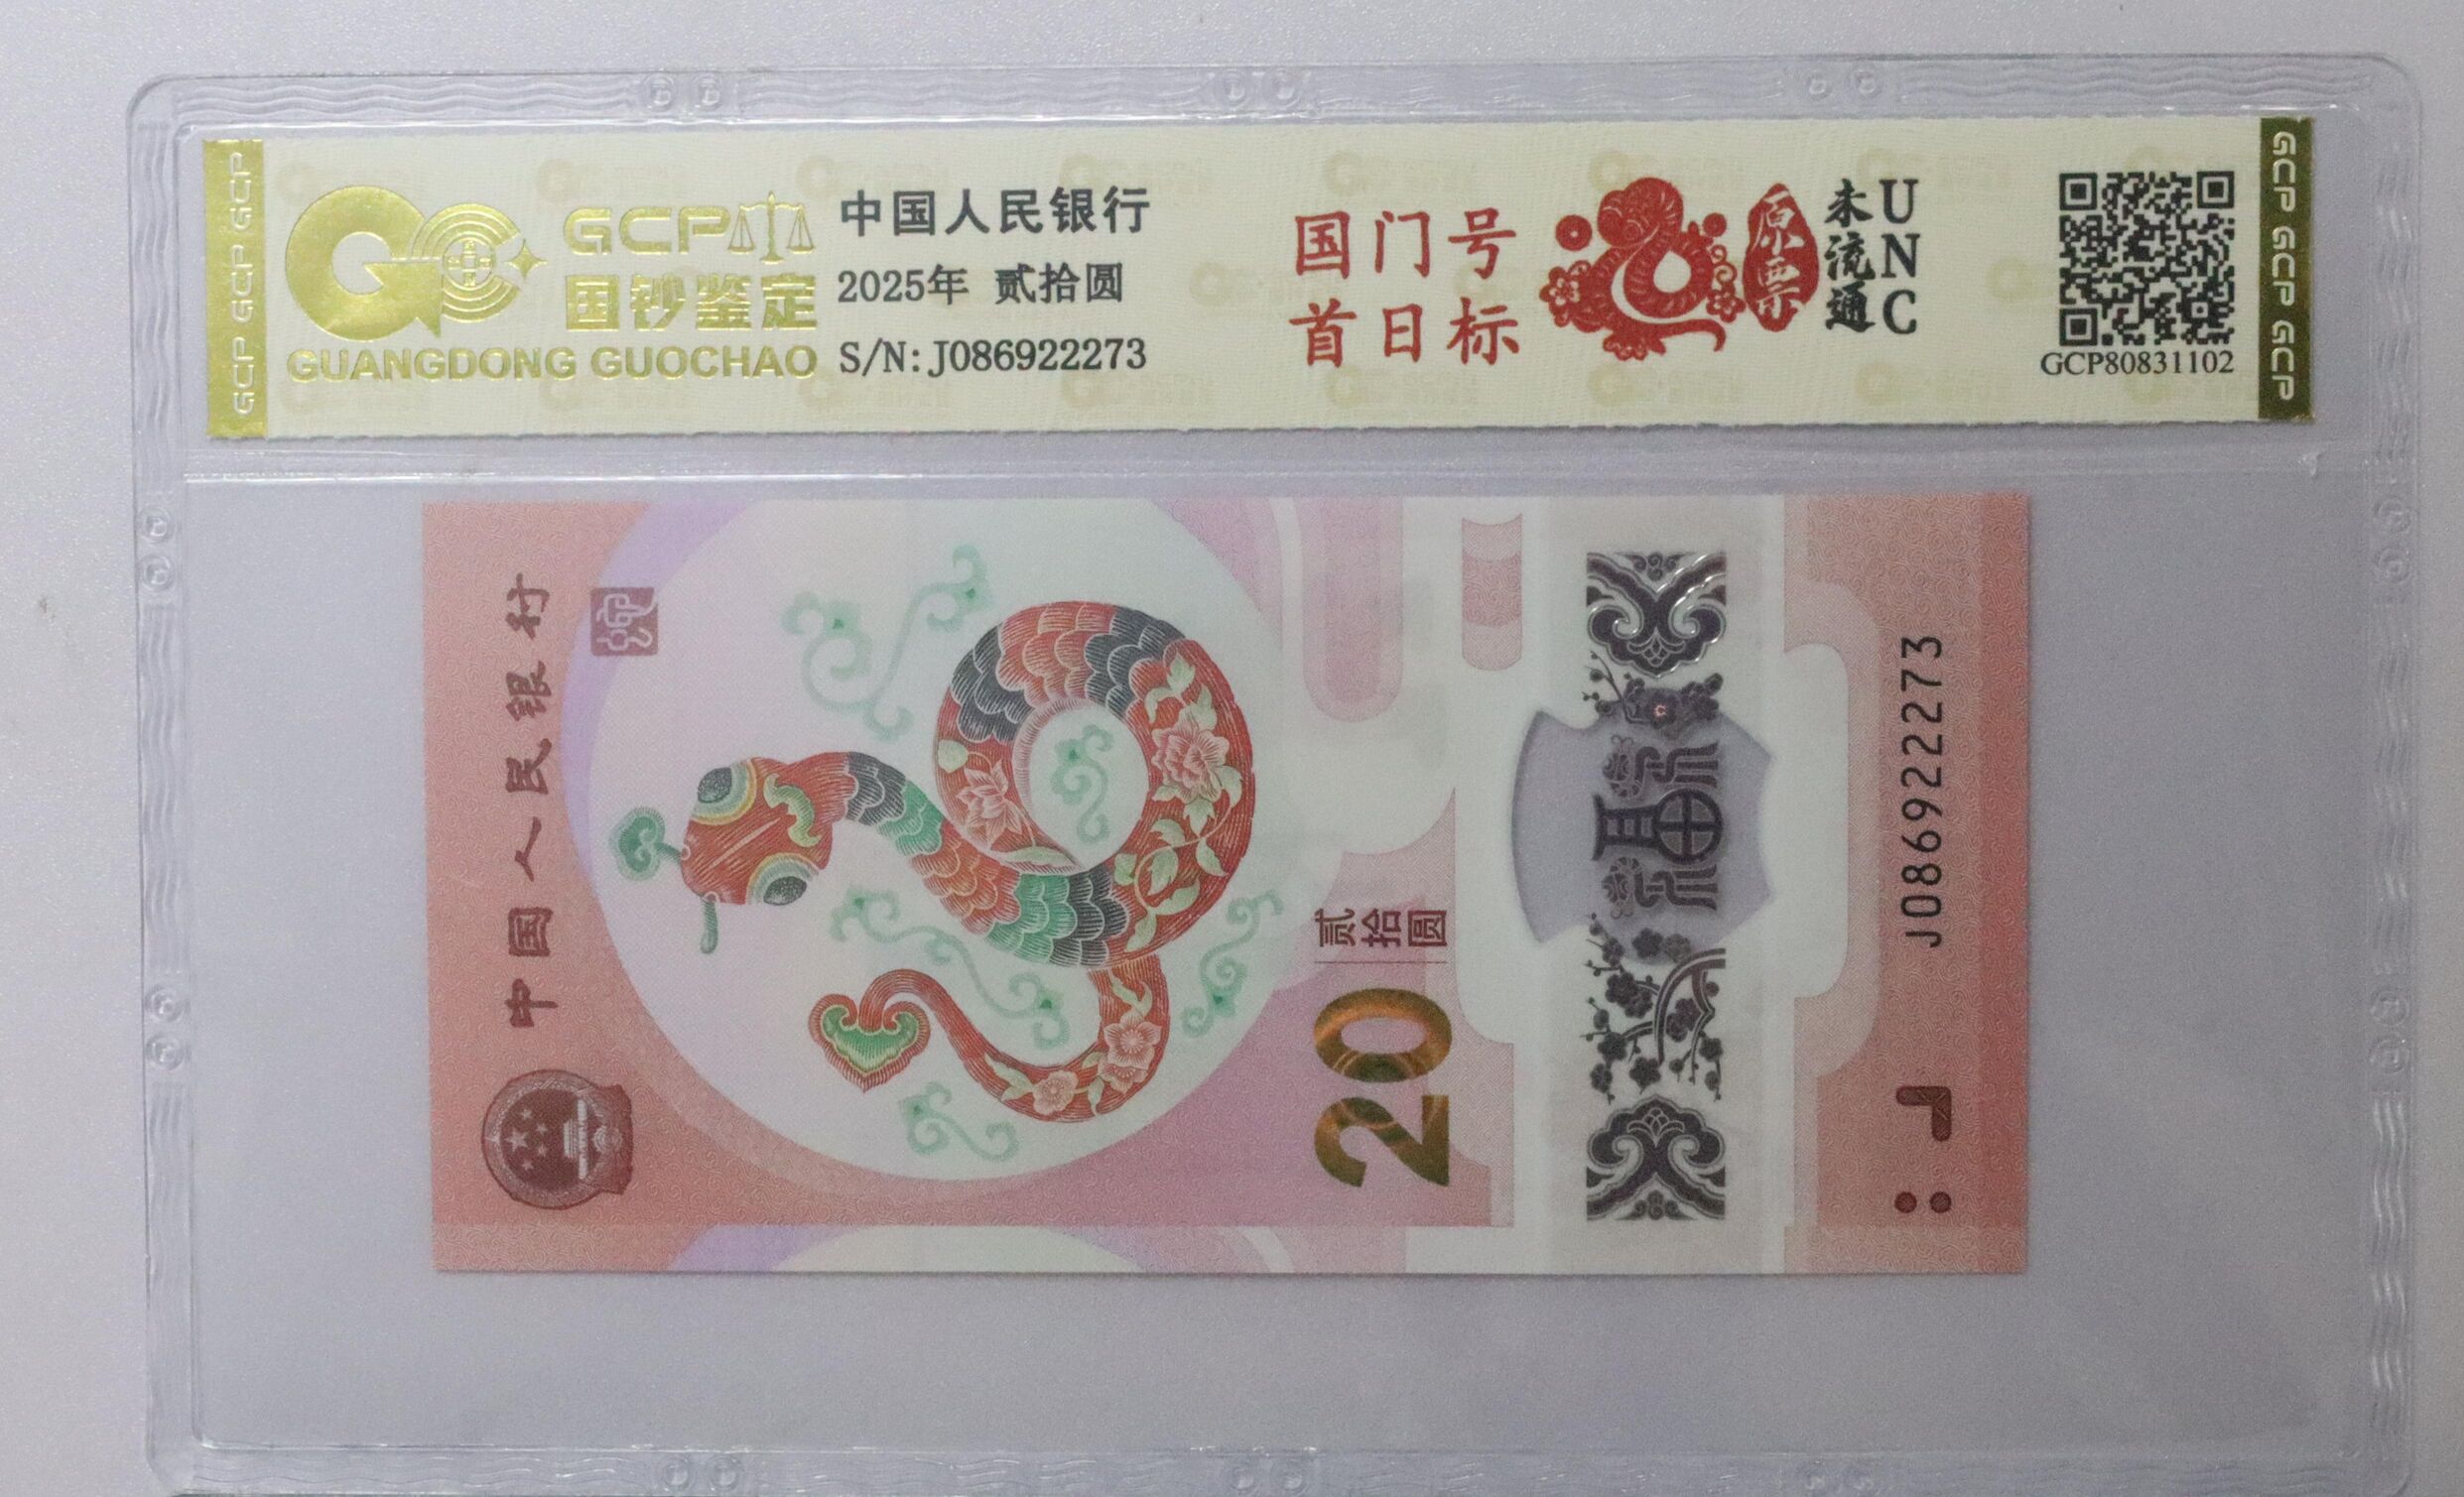 GCP GCP GCP
GCP
国钞鉴定
GUANGDONG GUOCHAO
中国人民银行
2025年 贰拾圆
S/N:J086922273
国门号
首日标
原票
未流通
UNC
GCP80831102
GCP GCP GCP
中国人民银行
贰拾圆
20
福
J086922273